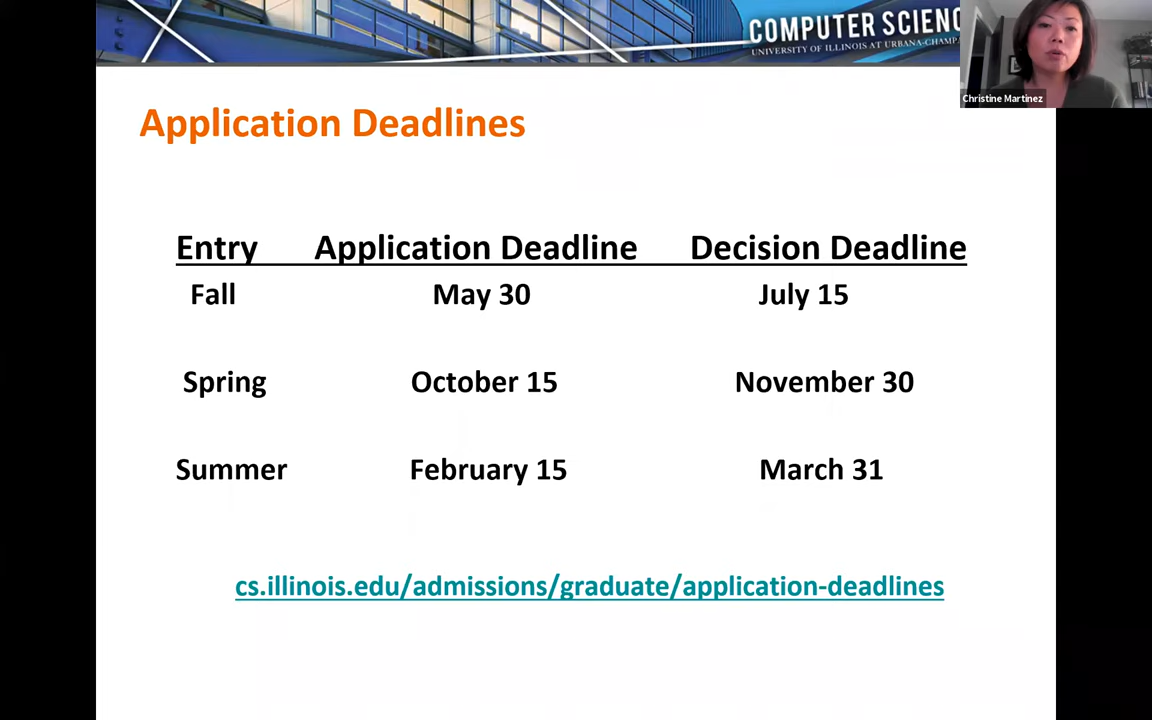 COMPUTER SCIENC
UNIVERSITY OF ILLINOIS AT URBANA-CHAMPA
Christine Martinez
Application Deadlines
Entry Application Deadline Decision Deadline
Fall May 30 July 15
Spring October 15 November 30
Summer February 15 March 31
cs.illinois.edu/admissions/graduate/application-deadlines